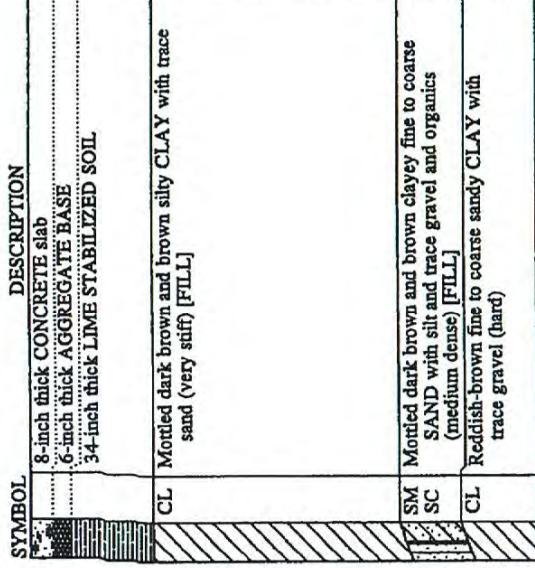 SYMBOL DESCRIPTION
8-inch thick CONCRETE slab
6-inch thick AGGREGATE BASE
34-inch thick LIME STABILIZED SOIL
CL Mottled dark brown and brown silty CLAY with trace
sand (very stiff) [FILL]
SM Mottled dark brown and brown clayey fine to coarse
SC SAND with silt and trace gravel and organics
(medium dense) [FILL]
CL Reddish-brown fine to coarse sandy CLAY with
trace gravel (hard)